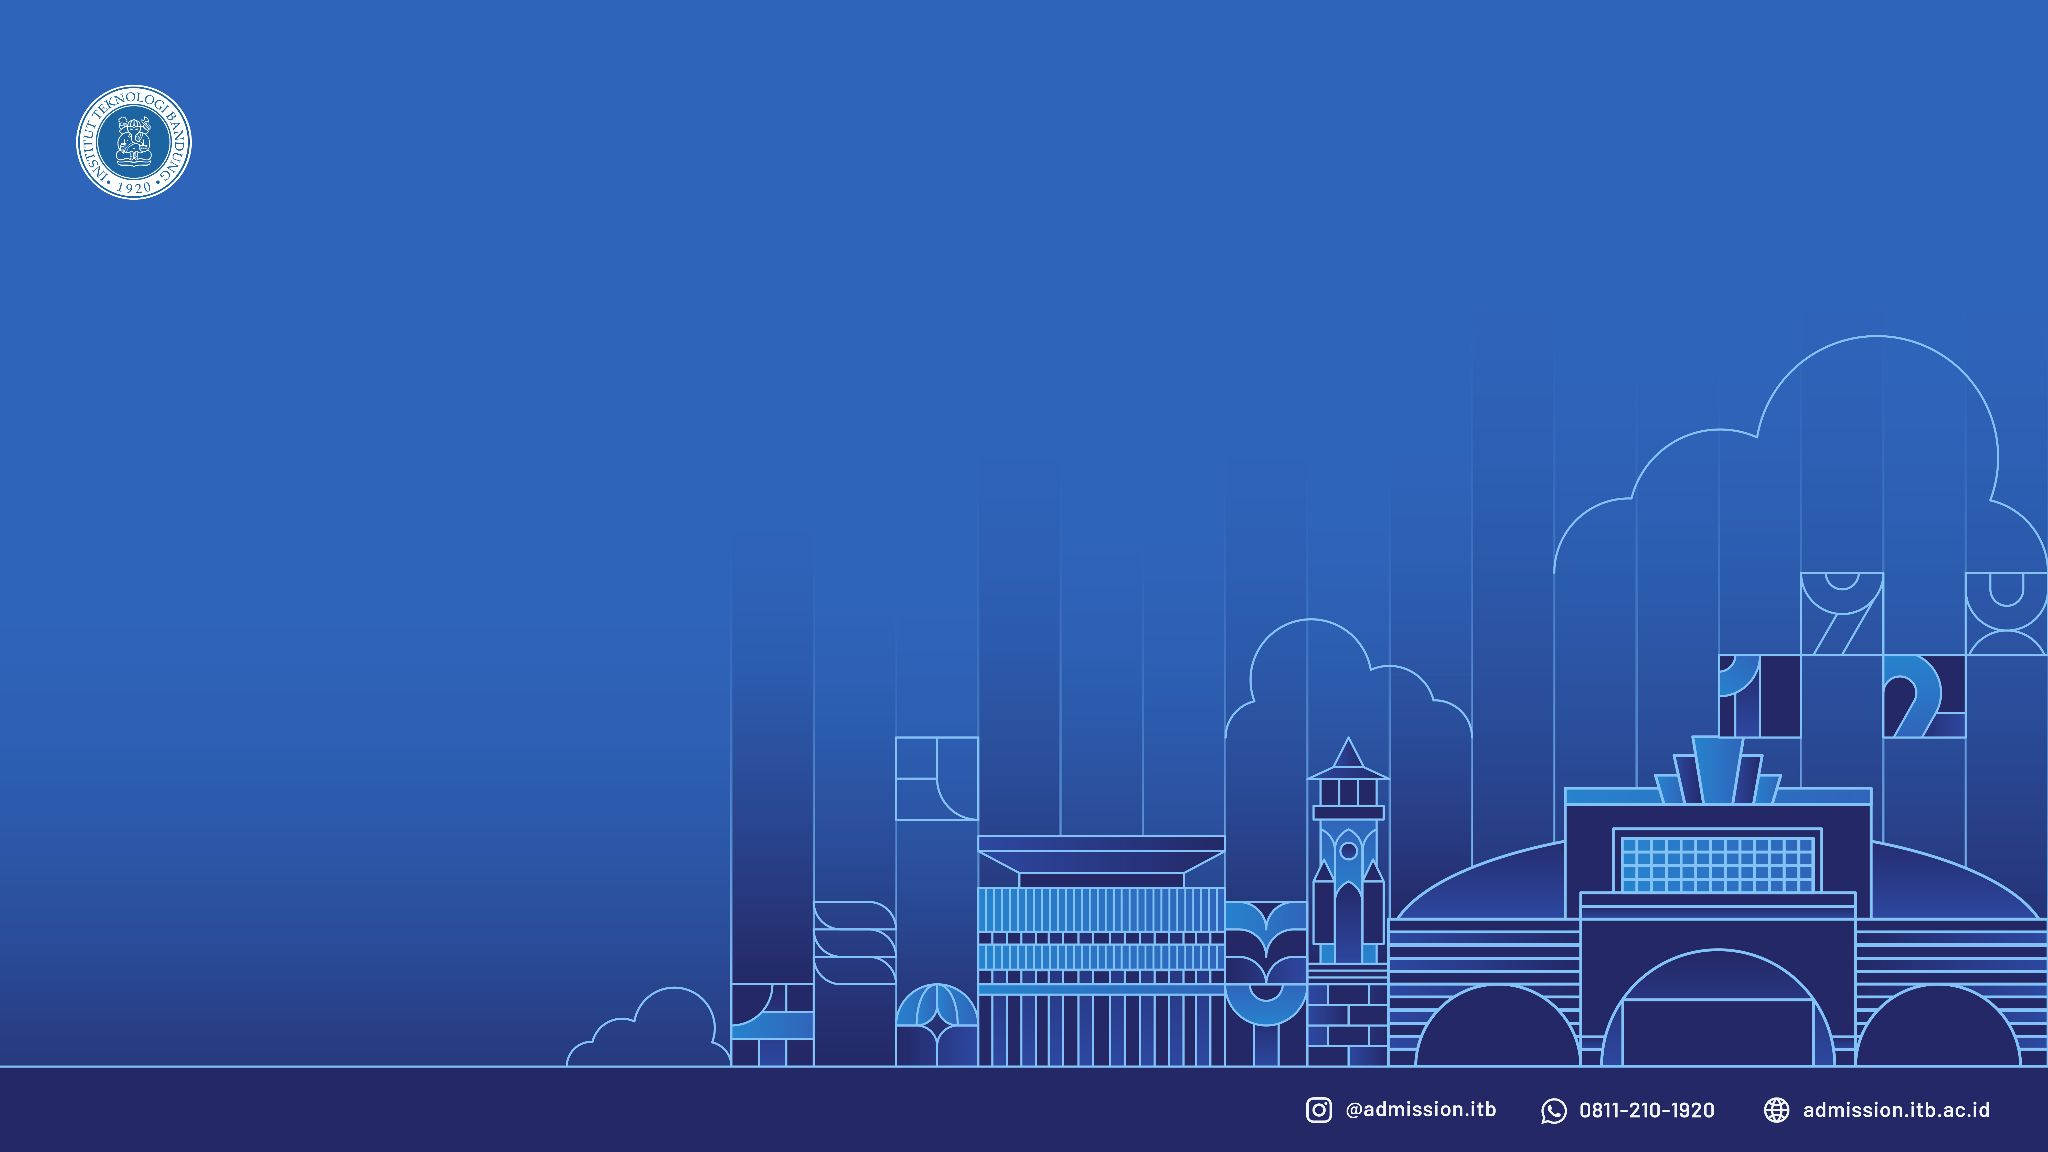 INSTITUT TEKNOLOGI BANDUNG
• 1920 •
@admission.itb
0811-210-1920
admission.itb.ac.id